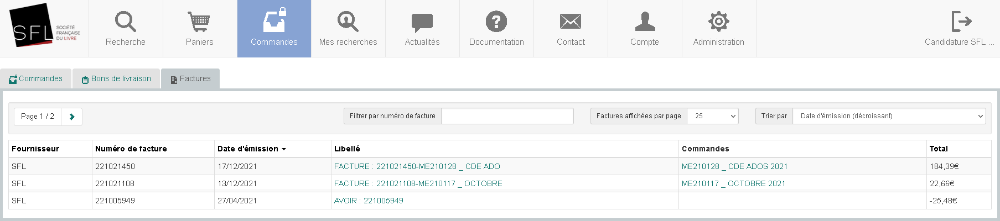 SFL SOCIÉTÉ
FRANÇAISE
DU LIVRE
Recherche
Paniers
Commandes
Mes recherches
Actualités
Documentation
Contact
Compte
Administration
Candidature SFL ...
Commandes
Bons de livraison
Factures
Page 1 / 2
Filtrer par numéro de facture
Factures affichées par page 25
Trier par Date d'émission (décroissant)
Fournisseur Numéro de facture Date d'émission Libellé Commandes Total
SFL 221021450 17/12/2021 FACTURE : 221021450-ME210128 _ CDE ADO ME210128 _ CDE ADOS 2021 184,39€
SFL 221021108 13/12/2021 FACTURE : 221021108-ME210117 _ OCTOBRE ME210117 _ OCTOBRE 2021 22,66€
SFL 221005949 27/04/2021 AVOIR : 221005949 -25,48€